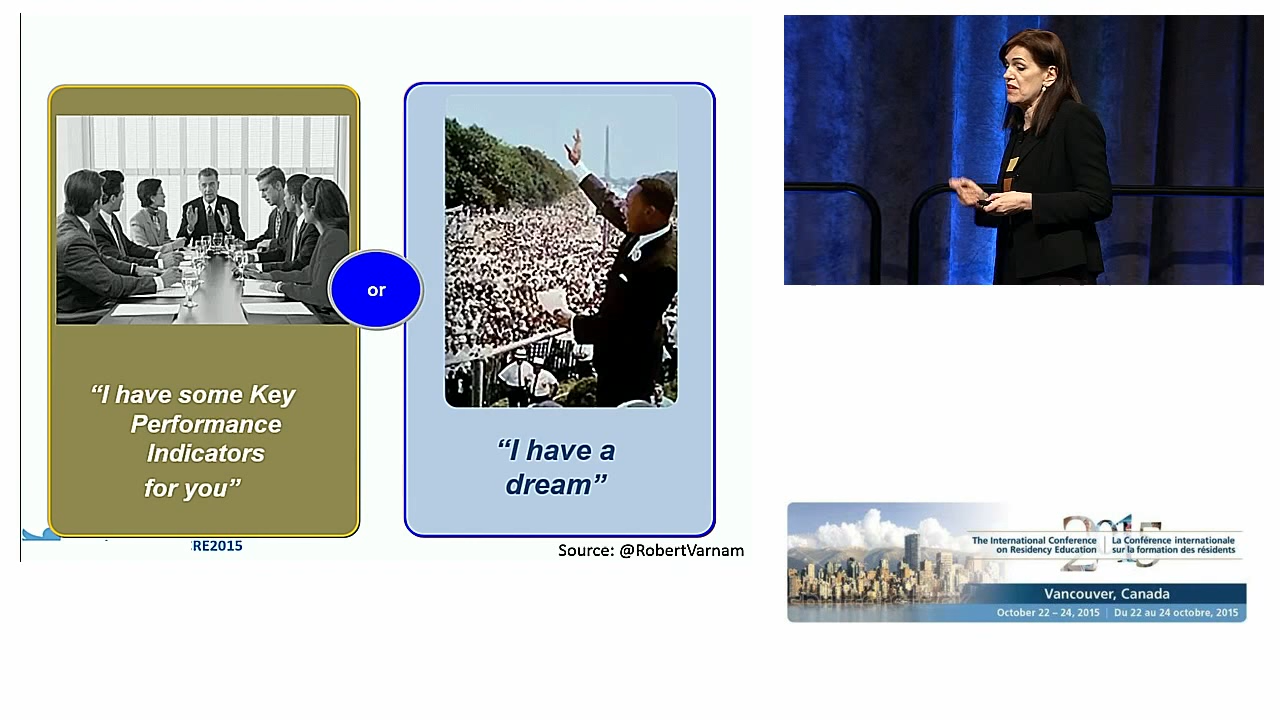 “I have some Key
Performance
Indicators
for you”
or
“I have a
dream”
RE2015
Source: @RobertVarnam
2015
The International Conference
on Residency Education
La Conférence internationale
sur la formation des résidents
Vancouver, Canada
October 22 – 24, 2015 | Du 22 au 24 octobre, 2015